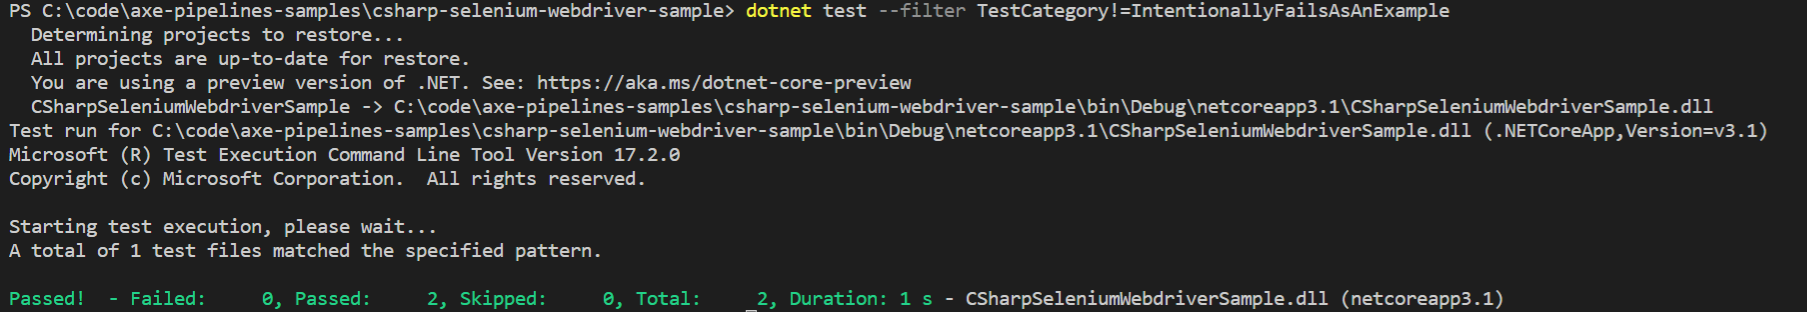 PS C:\code\axe-pipelines-samples\csharp-selenium-webdriver-sample> dotnet test --filter TestCategory!=IntentionallyFailsAsAnExample
  Determining projects to restore...
  All projects are up-to-date for restore.
  You are using a preview version of .NET. See: https://aka.ms/dotnet-core-preview
  CSharpSeleniumWebdriverSample -> C:\code\axe-pipelines-samples\csharp-selenium-webdriver-sample\bin\Debug\netcoreapp3.1\CSharpSeleniumWebdriverSample.dll
Test run for C:\code\axe-pipelines-samples\csharp-selenium-webdriver-sample\bin\Debug\netcoreapp3.1\CSharpSeleniumWebdriverSample.dll (.NETCoreApp,Version=v3.1)
Microsoft (R) Test Execution Command Line Tool Version 17.2.0
Copyright (c) Microsoft Corporation.  All rights reserved.

Starting test execution, please wait...
A total of 1 test files matched the specified pattern.

Passed!  - Failed:     0, Passed:     2, Skipped:     0, Total:     2, Duration: 1 s - CSharpSeleniumWebdriverSample.dll (netcoreapp3.1)